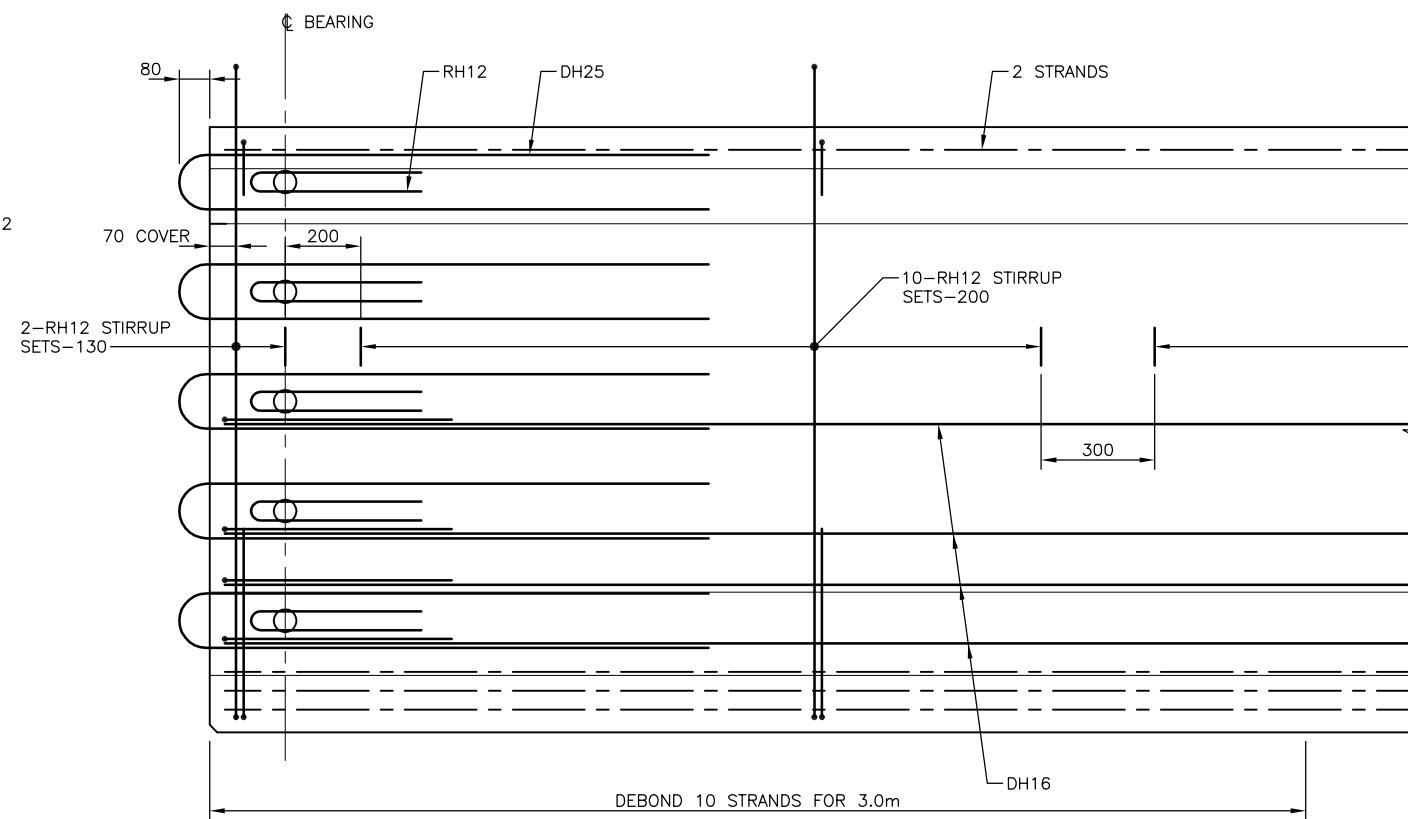 ℄ BEARING
80
RH12
DH25
2 STRANDS
2
70 COVER
200
10-RH12 STIRRUP
SETS-200
2-RH12 STIRRUP
SETS-130
300
DH16
DEBOND 10 STRANDS FOR 3.0m